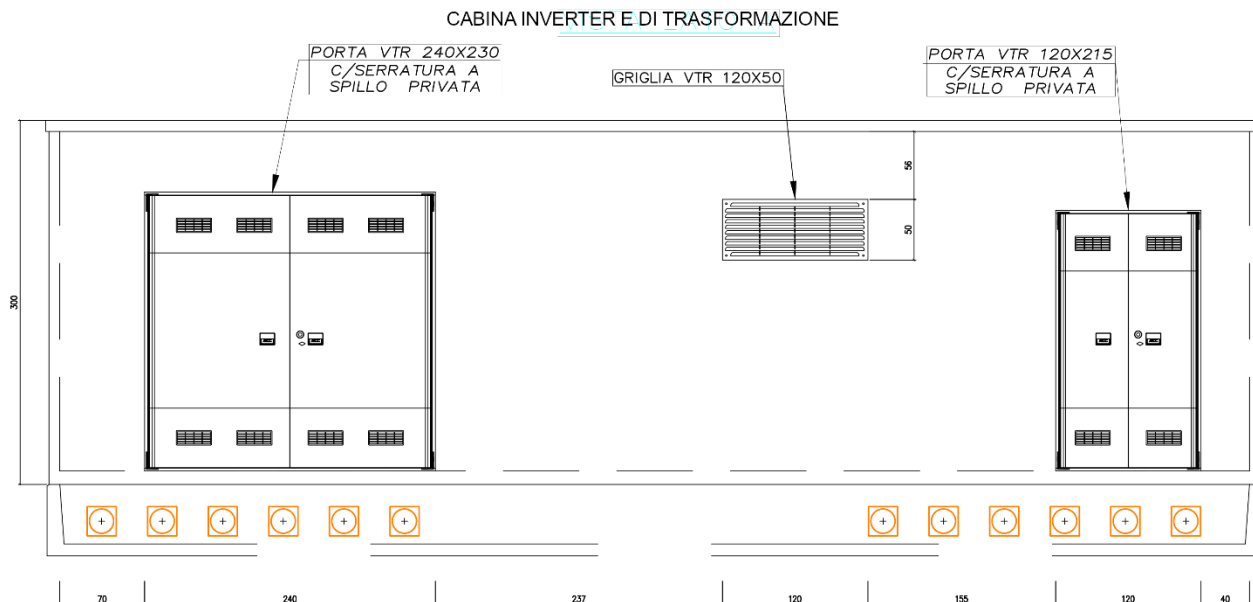 CABINA INVERTER E DI TRASFORMAZIONE
PORTA VTR 240X230
C/SERRATURA A
SPILLO PRIVATA
GRIGLIA VTR 120X50
PORTA VTR 120X215
C/SERRATURA A
SPILLO PRIVATA
56
50
300
70 240 237 120 155 120 40